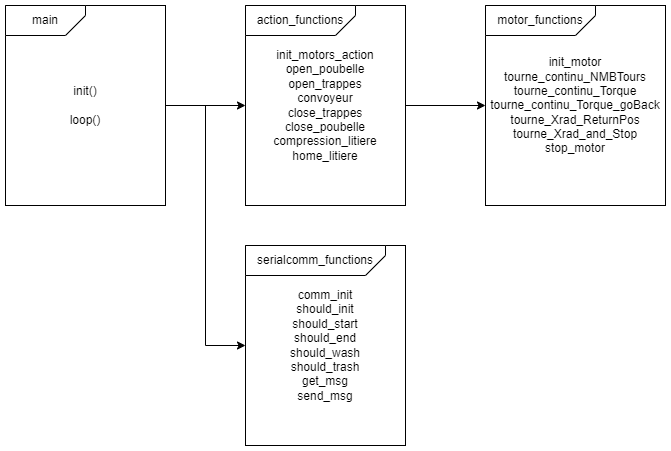 main
init()
loop()
action_functions
init_motors_action
open_poubelle
open_trappes
convoyeur
close_trappes
close_poubelle
compression_litiere
home_litiere
motor_functions
init_motor
tourne_continu_NMBTours
tourne_continu_Torque
tourne_continu_Torque_goBack
tourne_Xrad_ReturnPos
tourne_Xrad_and_Stop
stop_motor
serialcomm_functions
comm_init
should_init
should_start
should_end
should_wash
should_trash
get_msg
send_msg